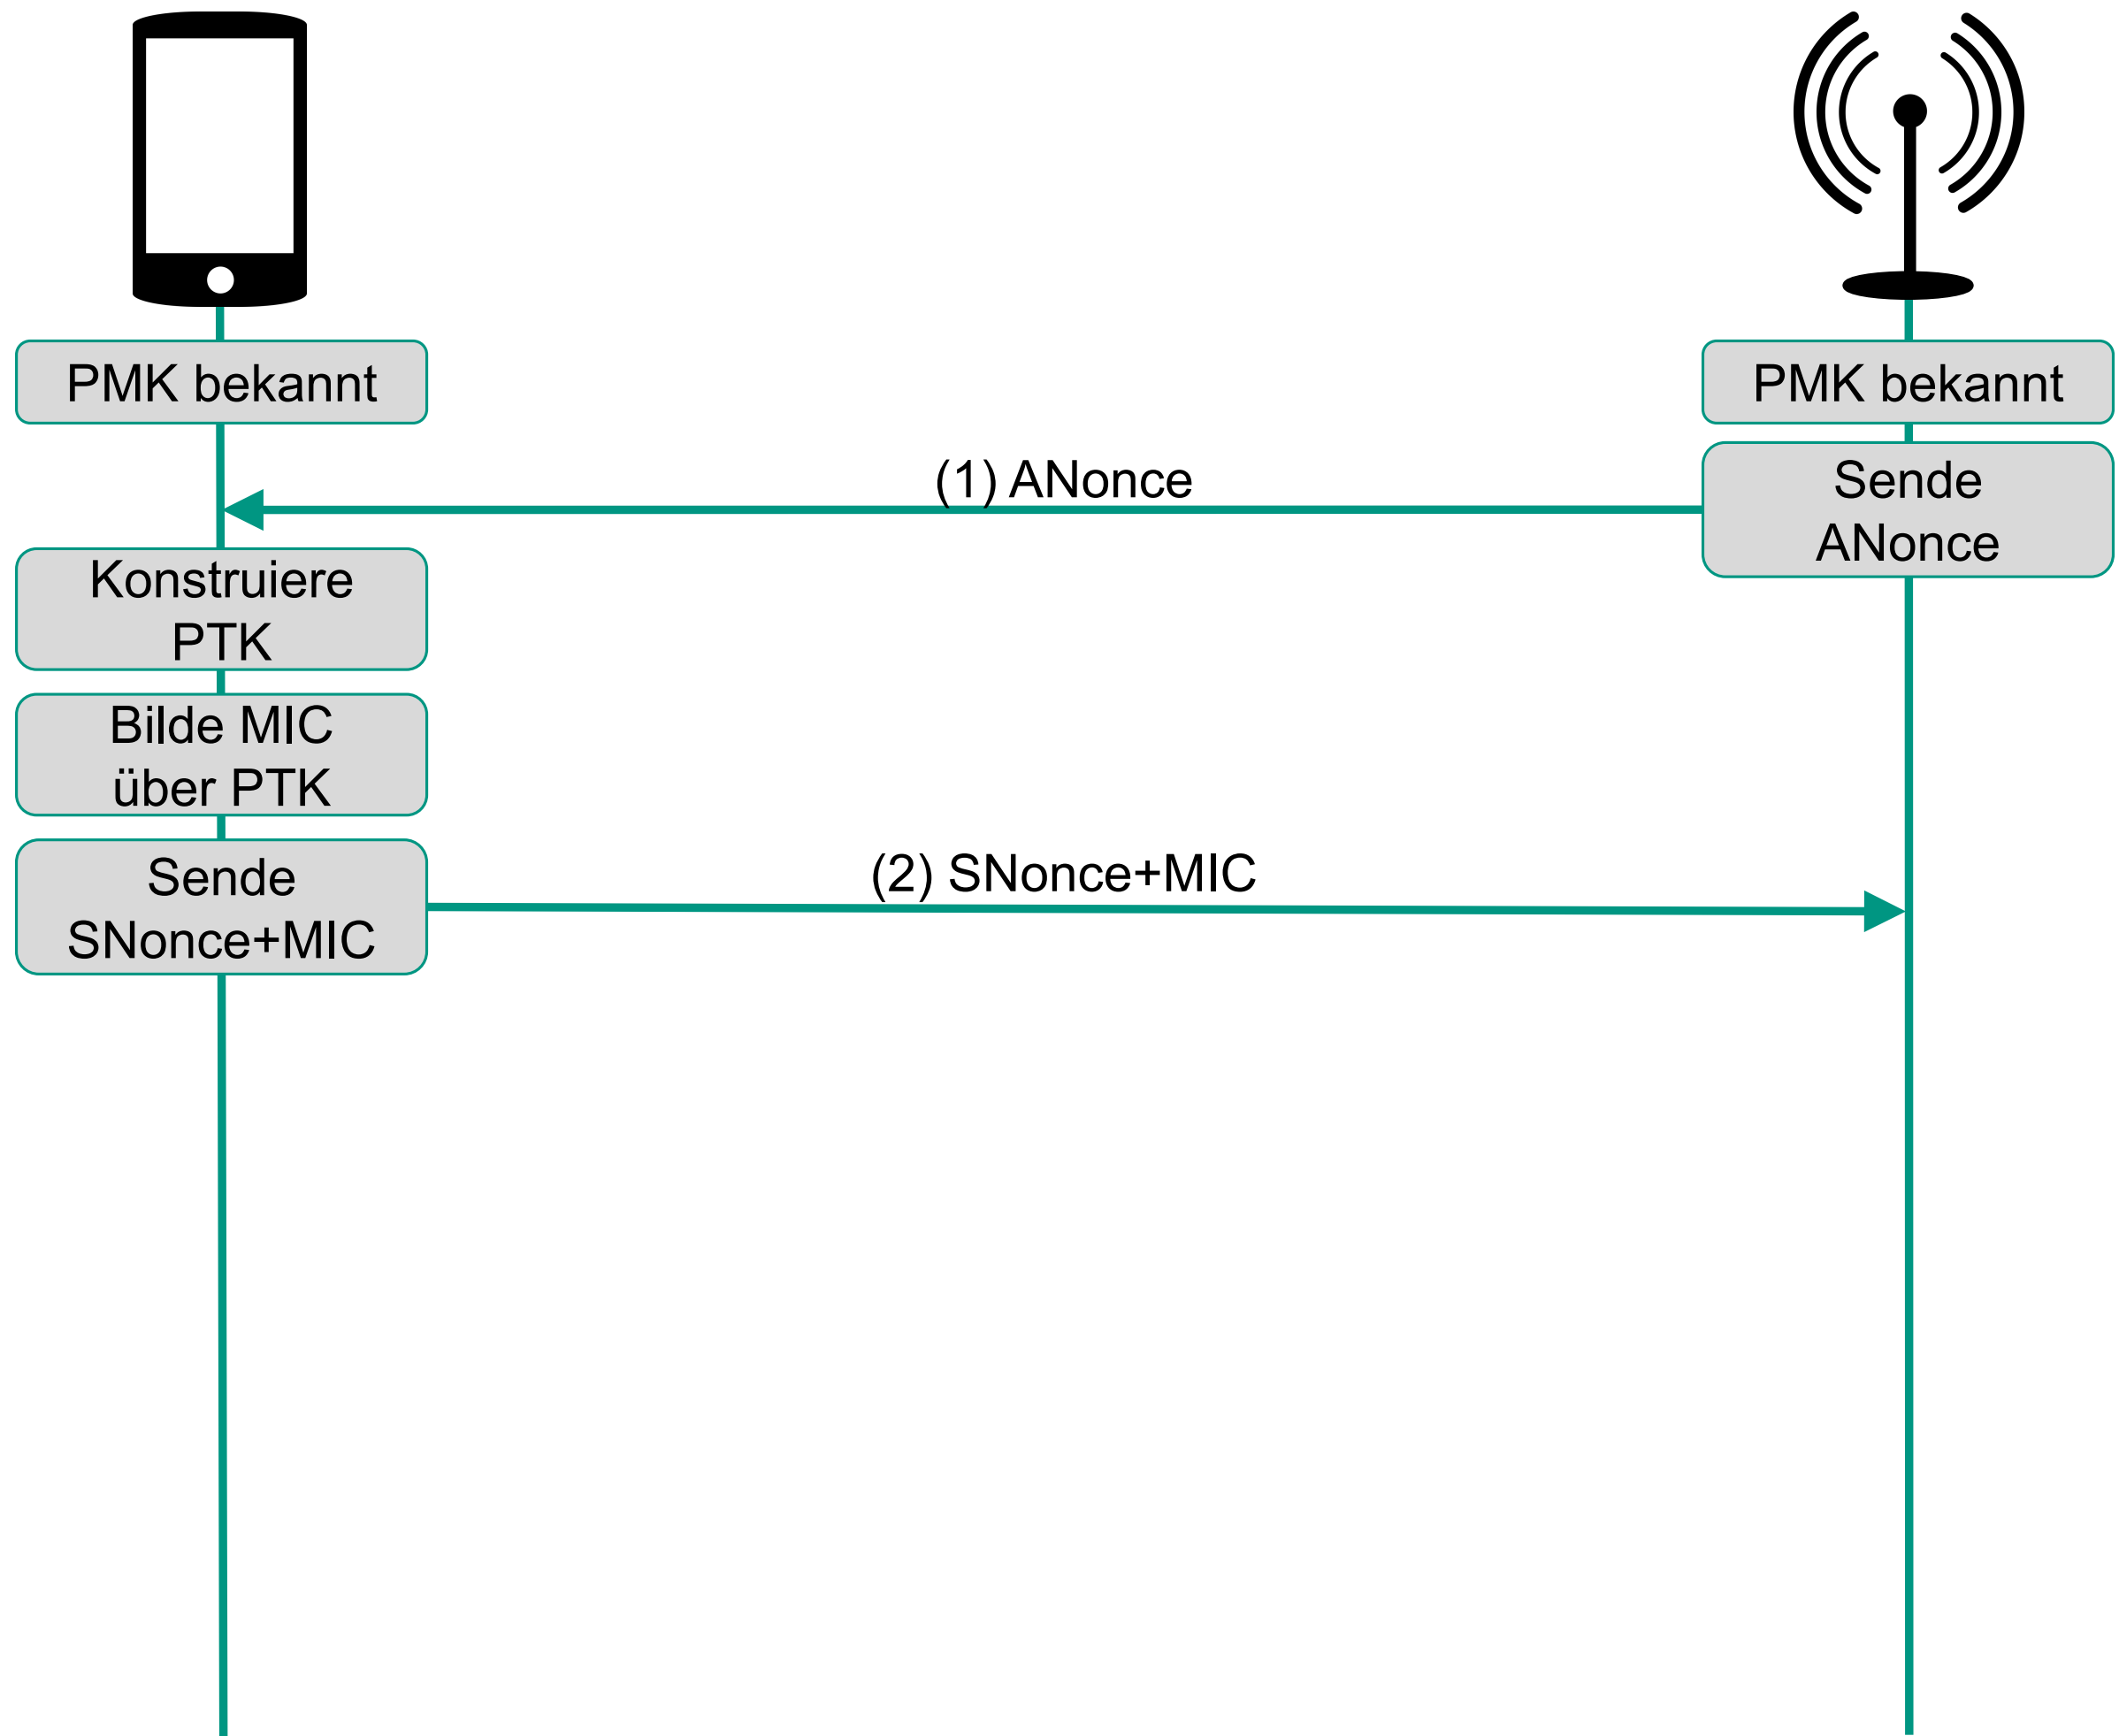 PMK bekannt
PMK bekannt
(1) ANonce
Sende
ANonce
Konstruiere
PTK
Bilde MIC
über PTK
Sende
SNonce+MIC
(2) SNonce+MIC